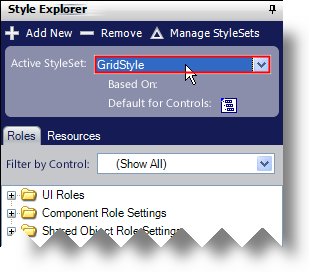 Style Explorer
Add New Remove Manage StyleSets
Active StyleSet: GridStyle
Based On:
Default for Controls:
Roles Resources
Filter by Control: (Show All)
UI Roles
Component Role Settings
Shared Object Role Settings